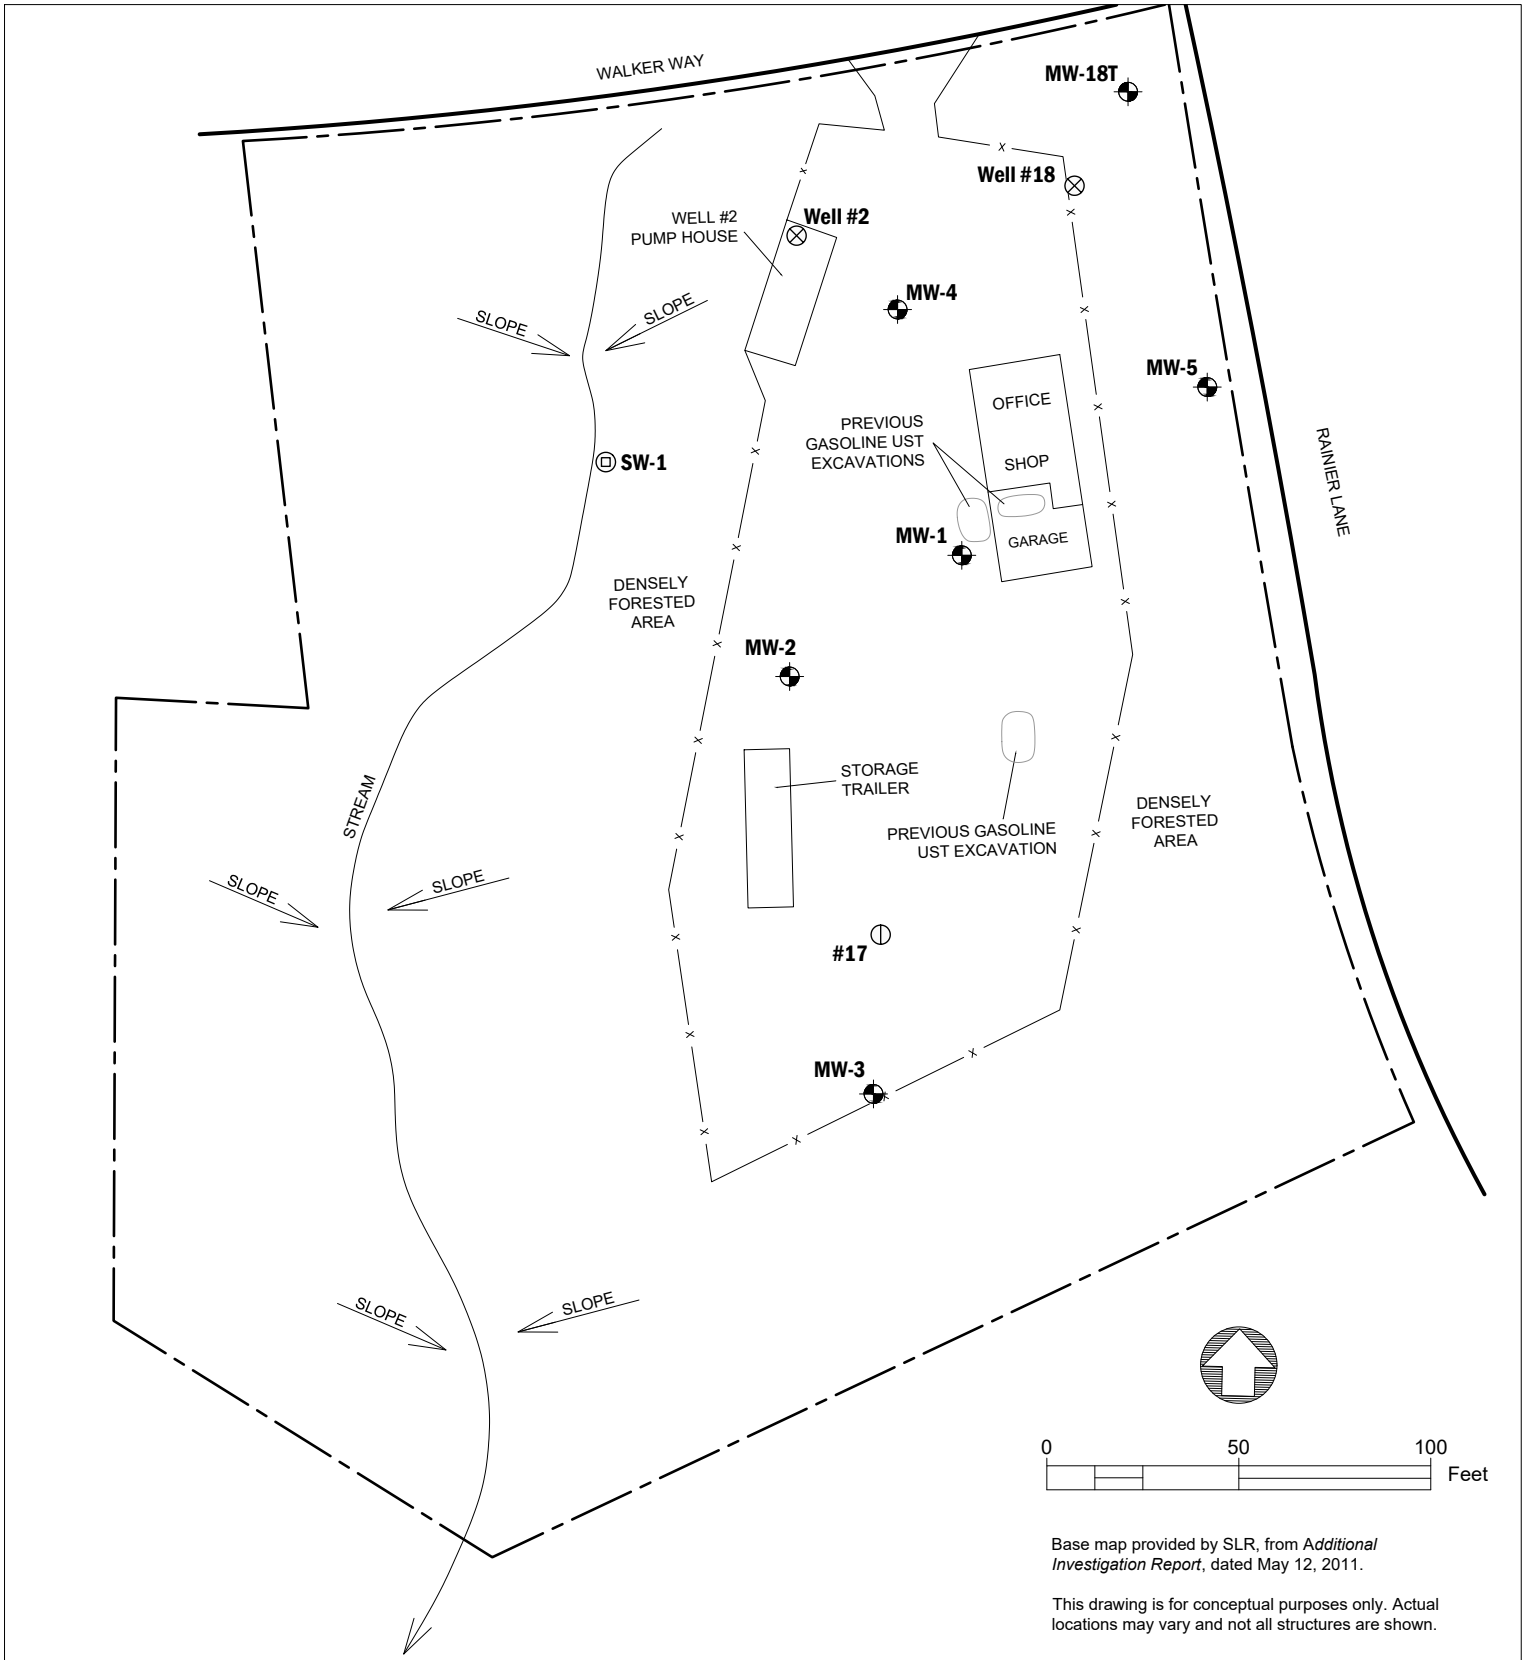 WALKER WAY
MW-18T
Well #18
WELL #2
PUMP HOUSE
Well #2
MW-4
SLOPE
SLOPE
MW-5
OFFICE
PREVIOUS
GASOLINE UST
EXCAVATIONS
SHOP
RAINIER LANE
SW-1
MW-1
GARAGE
DENSELY
FORESTED
AREA
MW-2
STORAGE
TRAILER
STREAM
PREVIOUS GASOLINE
UST EXCAVATION
DENSELY
FORESTED
AREA
SLOPE
SLOPE
#17
MW-3
SLOPE
SLOPE
0 50 100
Feet
Base map provided by SLR, from Additional
Investigation Report, dated May 12, 2011.
This drawing is for conceptual purposes only. Actual
locations may vary and not all structures are shown.